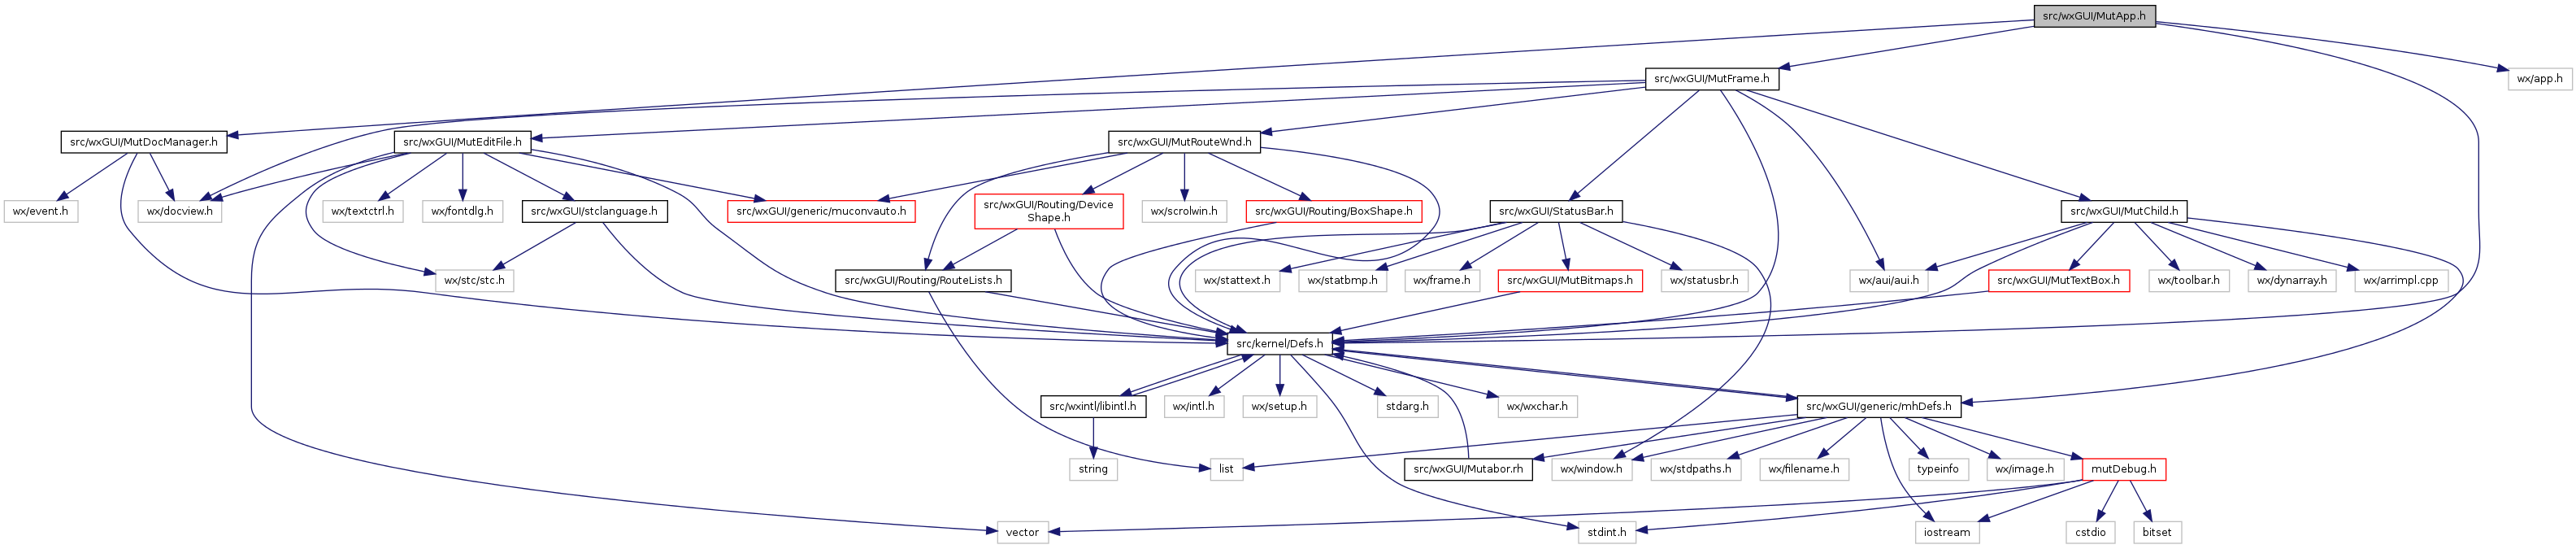 src/wxGUI/MutApp.h
src/wxGUI/MutFrame.h
wx/app.h
src/wxGUI/MutDocManager.h
src/wxGUI/MutEditFile.h
src/wxGUI/MutRouteWnd.h
wx/event.h
wx/docview.h
wx/textctrl.h
wx/fontdlg.h
src/wxGUI/stclanguage.h
src/wxGUI/generic/muconvauto.h
src/wxGUI/Routing/Device
Shape.h
wx/scrolwin.h
src/wxGUI/Routing/BoxShape.h
src/wxGUI/StatusBar.h
src/wxGUI/MutChild.h
wx/stc/stc.h
src/wxGUI/Routing/RouteLists.h
wx/stattext.h
wx/statbmp.h
wx/frame.h
src/wxGUI/MutBitmaps.h
wx/statusbr.h
wx/aui/aui.h
src/wxGUI/MutTextBox.h
wx/toolbar.h
wx/dynarray.h
wx/arrimpl.cpp
src/kernel/Defs.h
src/wxintl/libintl.h
wx/intl.h
wx/setup.h
stdarg.h
wx/wxchar.h
src/wxGUI/generic/mhDefs.h
string
list
src/wxGUI/Mutabor.rh
wx/window.h
wx/stdpaths.h
wx/filename.h
typeinfo
wx/image.h
mutDebug.h
vector
stdint.h
iostream
cstdio
bitset